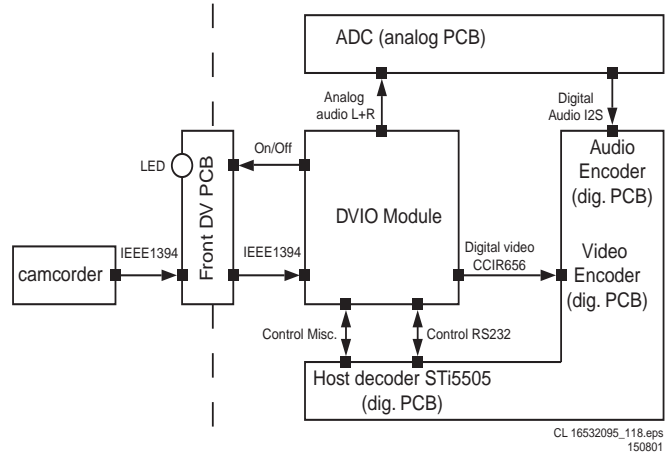 ADC (analog PCB)
Analog
audio L+R
Digital
Audio I2S
LED
On/Off
Front DV PCB
DVIO Module
Audio
Encoder
(dig. PCB)
camcorder
IEEE1394
IEEE1394
Digital video
CCIR656
Video
Encoder
(dig. PCB)
Control Misc.
Control RS232
Host decoder STi5505
(dig. PCB)
CL 16532095_118.eps
150801